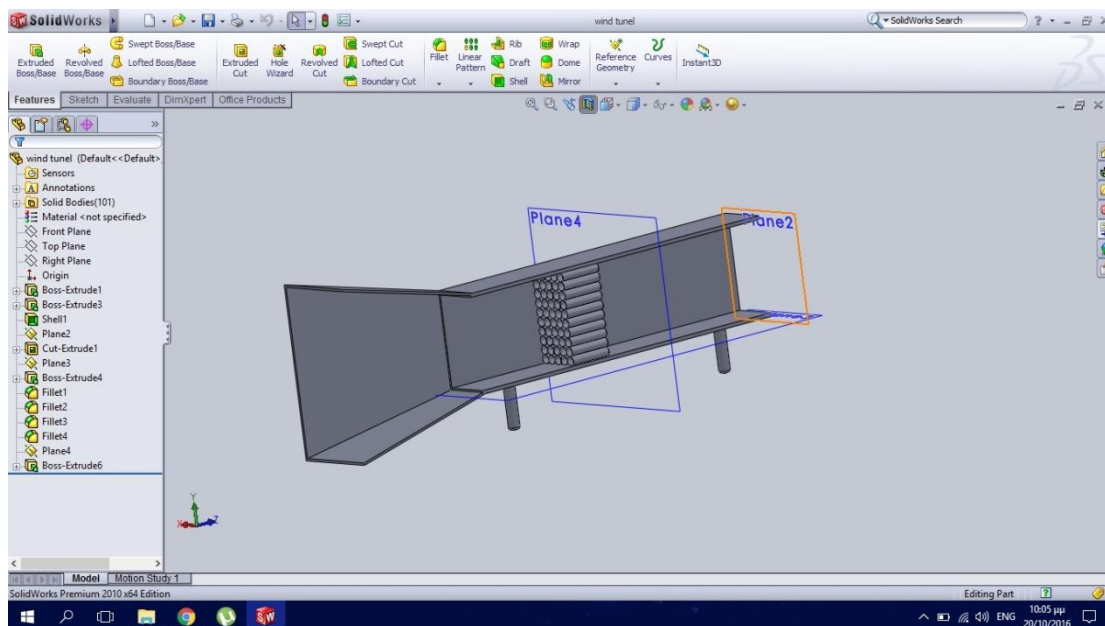 SolidWorks
wind tunel
SolidWorks Search
Extruded Boss/Base
Revolved Boss/Base
Swept Boss/Base
Lofted Boss/Base
Boundary Boss/Base
Extruded Cut
Hole Wizard
Revolved Cut
Swept Cut
Lofted Cut
Boundary Cut
Fillet
Linear Pattern
Rib
Draft
Shell
Wrap
Dome
Mirror
Reference Geometry
Curves
Instant3D
Features Sketch Evaluate DimXpert Office Products
wind tunel (Default<<Default>
Sensors
Annotations
Solid Bodies(101)
Material <not specified>
Front Plane
Top Plane
Right Plane
Origin
Boss-Extrude1
Boss-Extrude3
Shell1
Plane2
Cut-Extrude1
Plane3
Boss-Extrude4
Fillet1
Fillet2
Fillet3
Fillet4
Plane4
Boss-Extrude6
Plane4
Plane2
Y
X
Z
Model Motion Study 1
SolidWorks Premium 2010 x64 Edition
Editing Part
ENG
10:05 μμ
20/10/2016